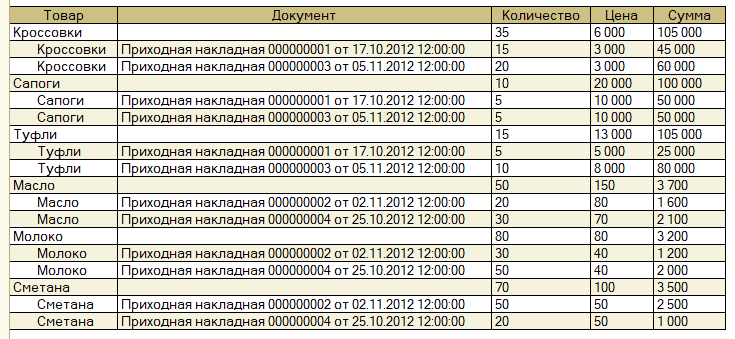 Товар Документ Количество Цена Сумма
Кроссовки 35 6 000 105 000
Кроссовки Приходная накладная 000000001 от 17.10.2012 12:00:00 15 3 000 45 000
Кроссовки Приходная накладная 000000003 от 05.11.2012 12:00:00 20 3 000 60 000
Сапоги 10 20 000 100 000
Сапоги Приходная накладная 000000001 от 17.10.2012 12:00:00 5 10 000 50 000
Сапоги Приходная накладная 000000003 от 05.11.2012 12:00:00 5 10 000 50 000
Туфли 15 13 000 105 000
Туфли Приходная накладная 000000001 от 17.10.2012 12:00:00 5 5 000 25 000
Туфли Приходная накладная 000000003 от 05.11.2012 12:00:00 10 8 000 80 000
Масло 50 150 3 700
Масло Приходная накладная 000000002 от 02.11.2012 12:00:00 20 80 1 600
Масло Приходная накладная 000000004 от 25.10.2012 12:00:00 30 70 2 100
Молоко 80 80 3 200
Молоко Приходная накладная 000000002 от 02.11.2012 12:00:00 30 40 1 200
Молоко Приходная накладная 000000004 от 25.10.2012 12:00:00 50 40 2 000
Сметана 70 100 3 500
Сметана Приходная накладная 000000002 от 02.11.2012 12:00:00 50 50 2 500
Сметана Приходная накладная 000000004 от 25.10.2012 12:00:00 20 50 1 000